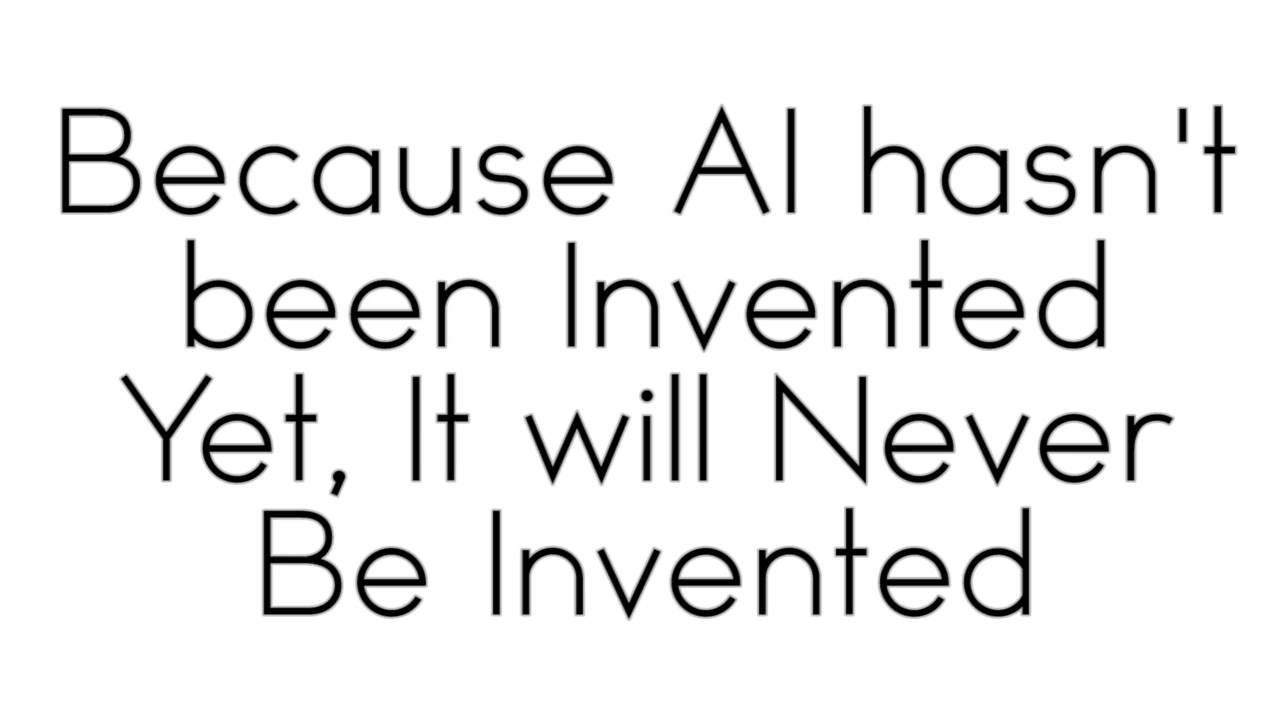 Because AI hasn't
been Invented
Yet, It will Never
Be Invented